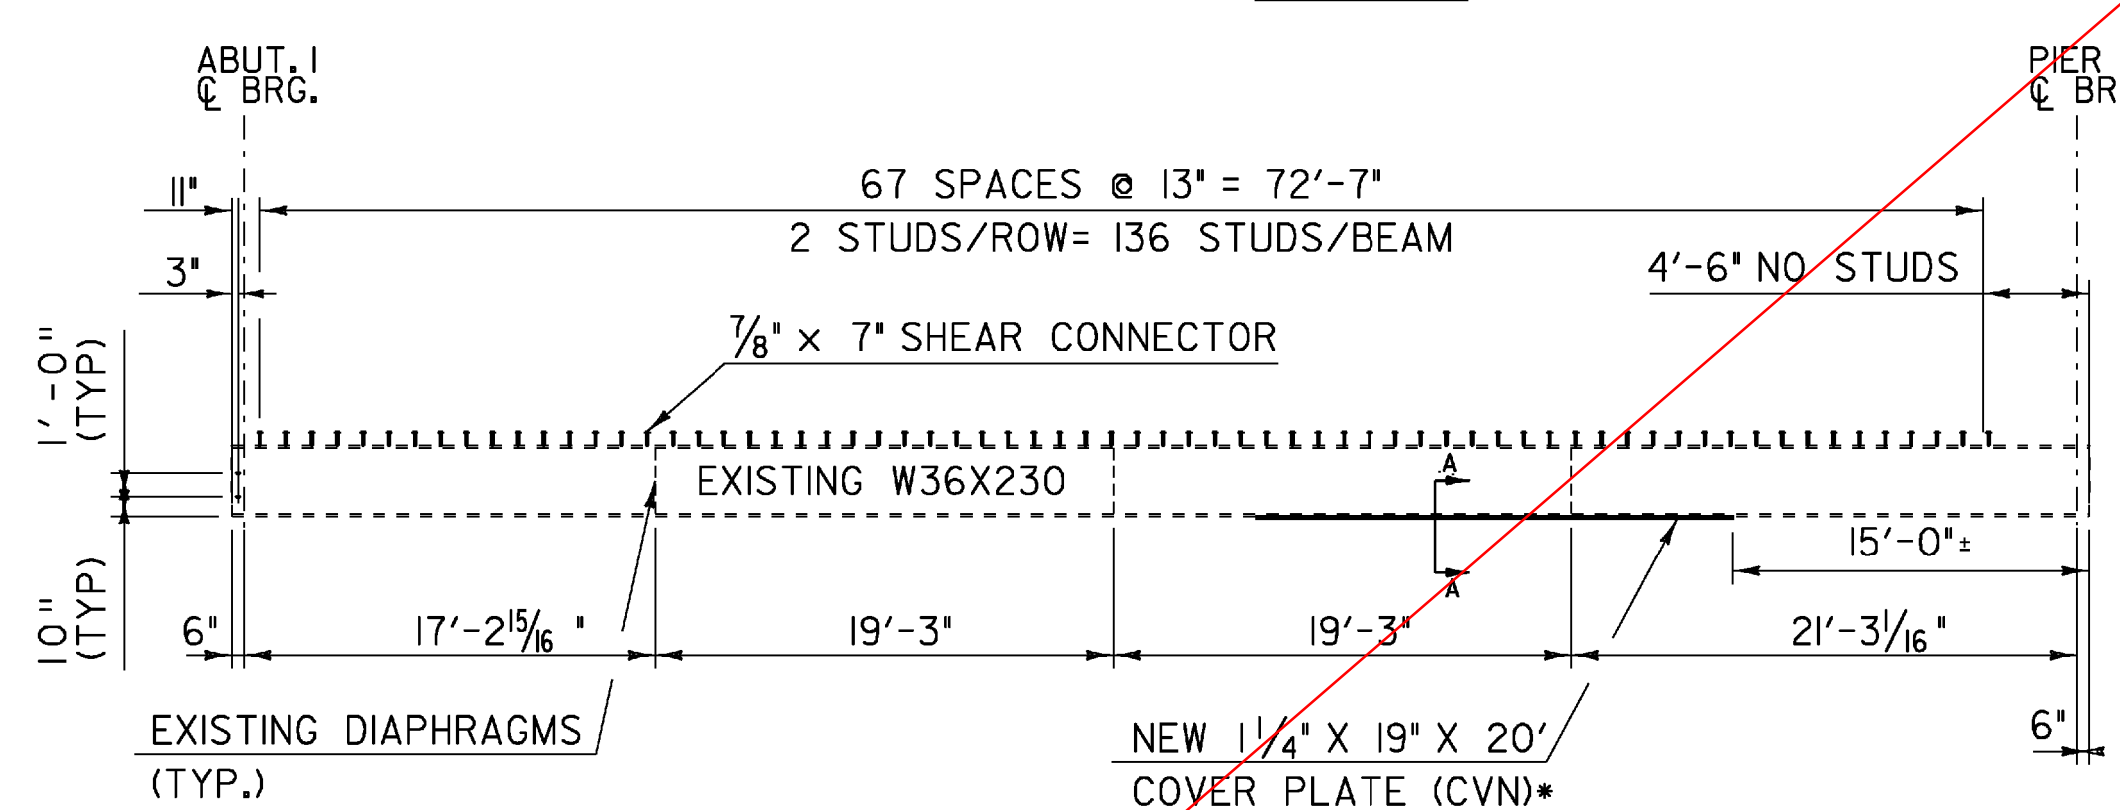 ABUT. 1
℄ BRG.
PIER
℄ BR
11"
67 SPACES @ 13" = 72'-7"
2 STUDS/ROW= 136 STUDS/BEAM
3"
4'-6" NO STUDS
7/8" x 7" SHEAR CONNECTOR
1'-0"
(TYP)
EXISTING W36X230
A
A
15'-0"±
10"
(TYP)
6"
17'-2 15/16 "
19'-3"
19'-3"
21'-3 1/16 "
EXISTING DIAPHRAGMS
(TYP.)
NEW 1 1/4" X 19" X 20'
COVER PLATE (CVN)*
6"